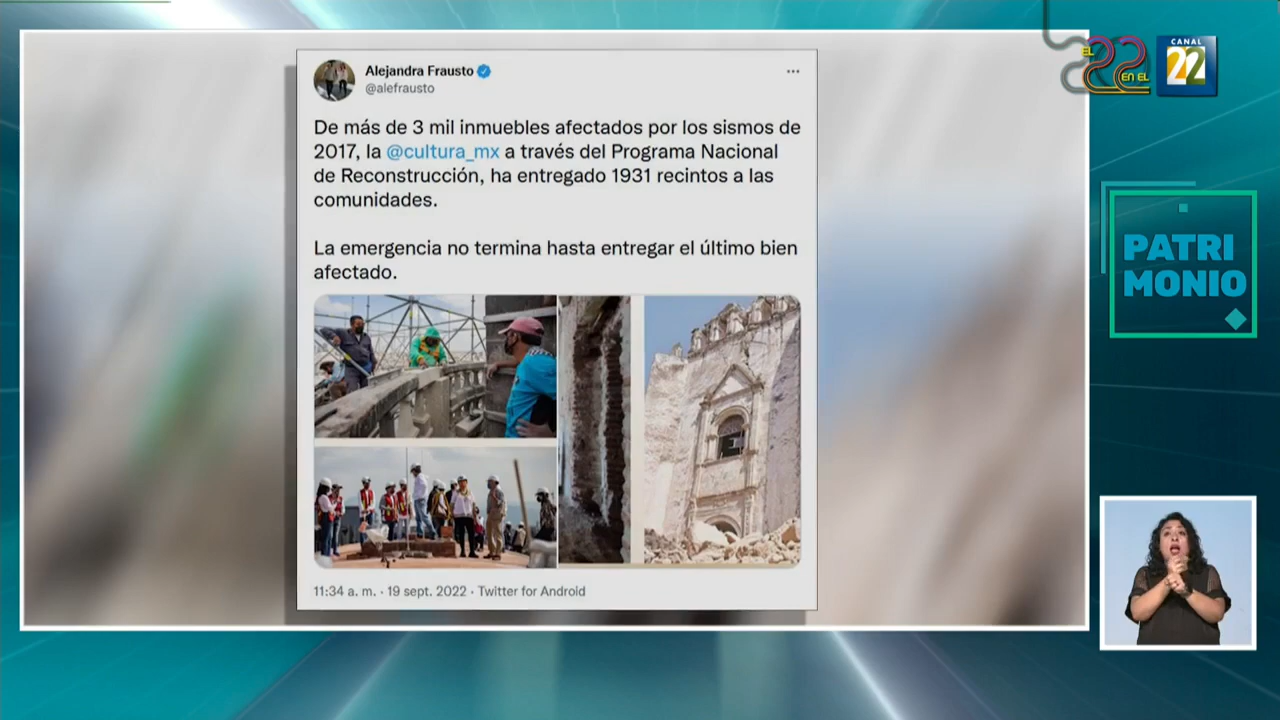 Alejandra Frausto
@alefrausto
De más de 3 mil inmuebles afectados por los sismos de
2017, la @cultura_mx a través del Programa Nacional
de Reconstrucción, ha entregado 1931 recintos a las
comunidades.
La emergencia no termina hasta entregar el último bien
afectado.
11:34 a. m. · 19 sept. 2022 · Twitter for Android
EL 22 EN EL
CANAL
22
PATRI
MONIO